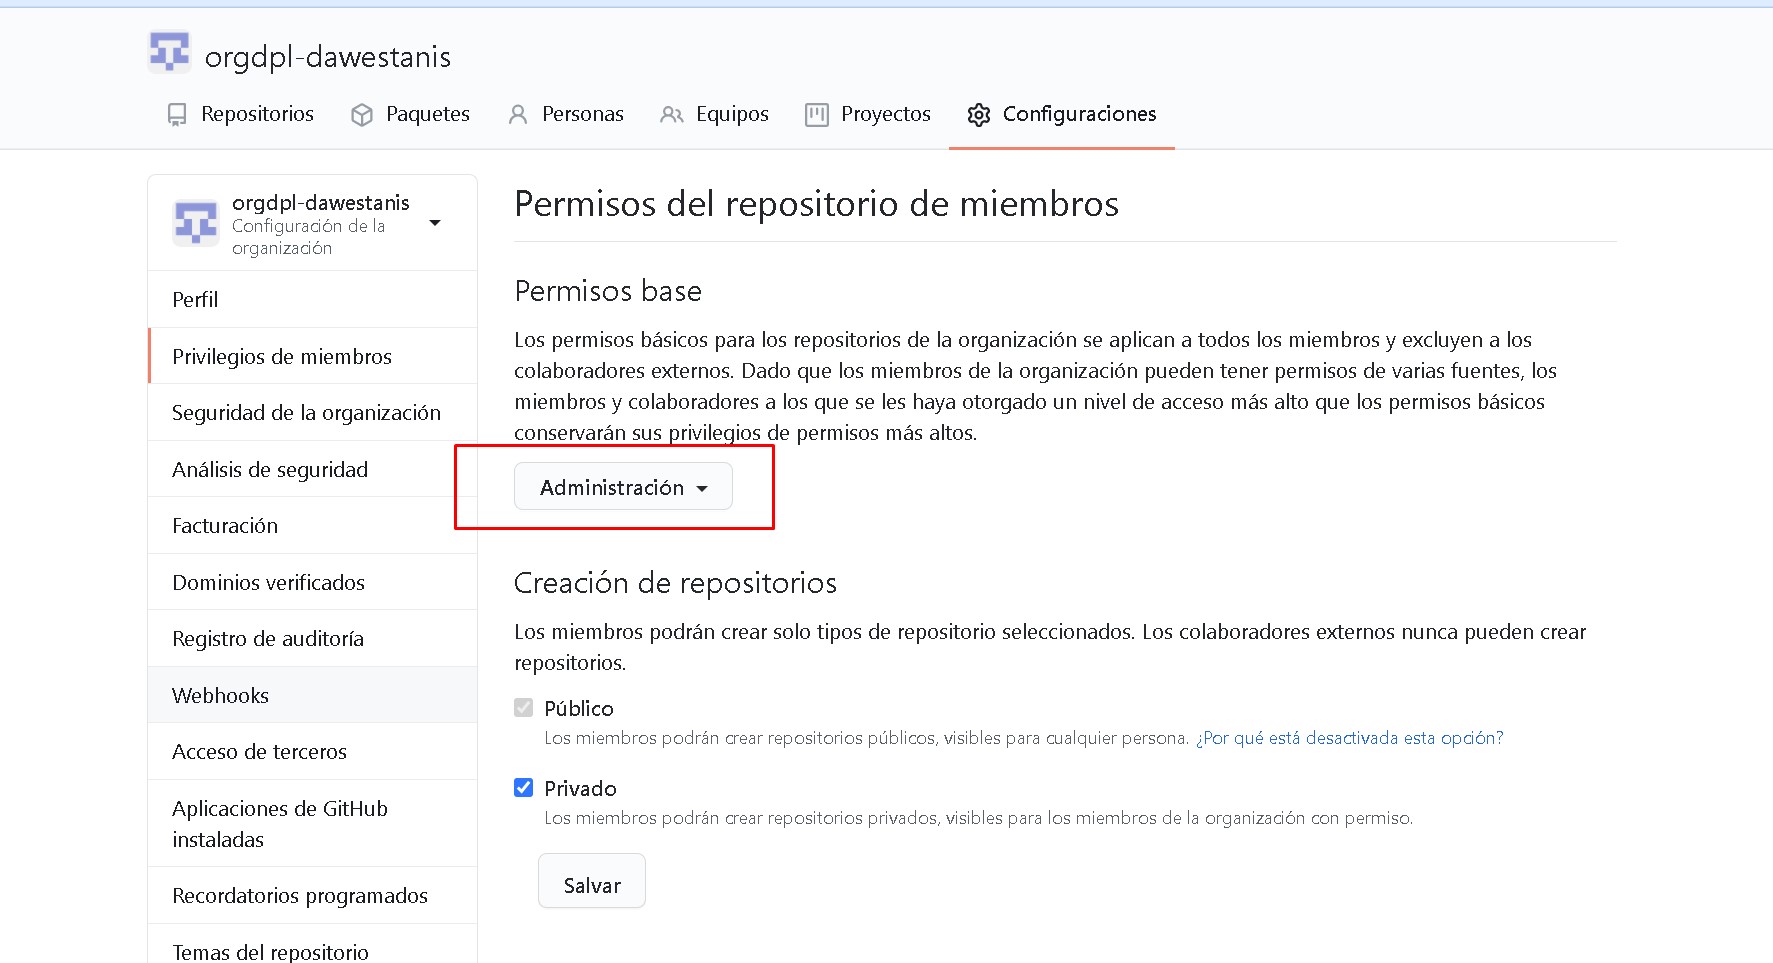 orgdpl-dawestanis
Repositorios
Paquetes
Personas
Equipos
Proyectos
Configuraciones
orgdpl-dawestanis
Configuración de la
organización
Perfil
Privilegios de miembros
Seguridad de la organización
Análisis de seguridad
Facturación
Dominios verificados
Registro de auditoría
Webhooks
Acceso de terceros
Aplicaciones de GitHub
instaladas
Recordatorios programados
Temas del repositorio
Permisos del repositorio de miembros
Permisos base
Los permisos básicos para los repositorios de la organización se aplican a todos los miembros y excluyen a los
colaboradores externos. Dado que los miembros de la organización pueden tener permisos de varias fuentes, los
miembros y colaboradores a los que se les haya otorgado un nivel de acceso más alto que los permisos básicos
conservarán sus privilegios de permisos más altos.
Administración
Creación de repositorios
Los miembros podrán crear solo tipos de repositorio seleccionados. Los colaboradores externos nunca pueden crear
repositorios.
Público
Los miembros podrán crear repositorios públicos, visibles para cualquier persona. ¿Por qué está desactivada esta opción?
Privado
Los miembros podrán crear repositorios privados, visibles para los miembros de la organización con permiso.
Salvar